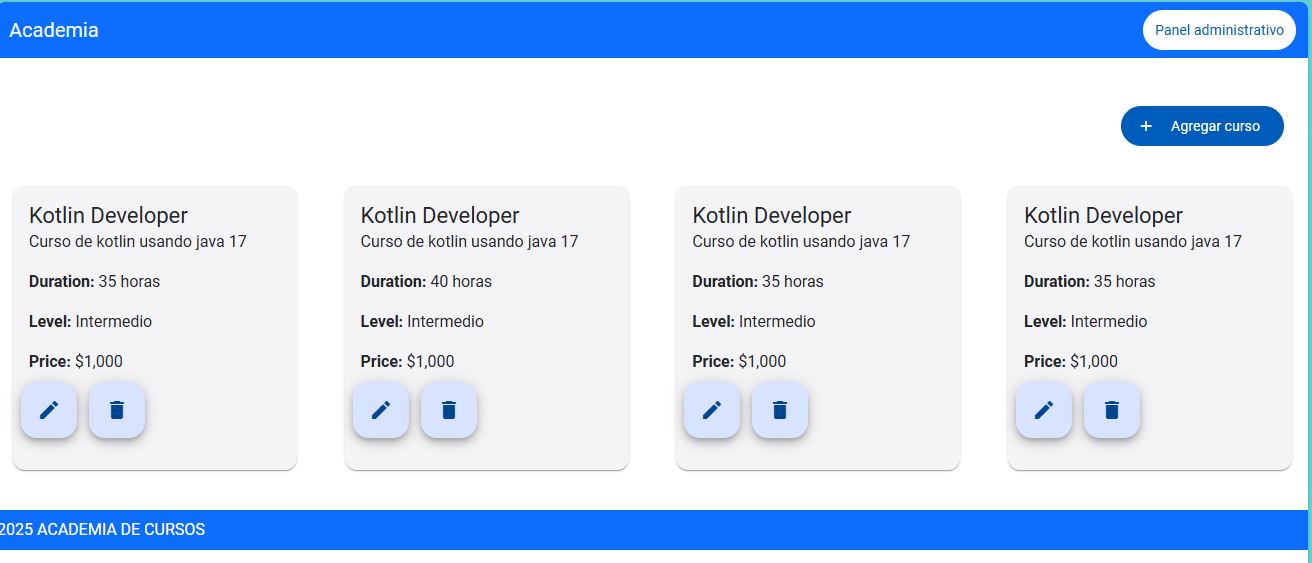 Academia
Panel administrativo
Agregar curso
Kotlin Developer
Curso de kotlin usando java 17
Duration: 35 horas
Level: Intermedio
Price: $1,000
Kotlin Developer
Curso de kotlin usando java 17
Duration: 40 horas
Level: Intermedio
Price: $1,000
Kotlin Developer
Curso de kotlin usando java 17
Duration: 35 horas
Level: Intermedio
Price: $1,000
Kotlin Developer
Curso de kotlin usando java 17
Duration: 35 horas
Level: Intermedio
Price: $1,000
2025 ACADEMIA DE CURSOS